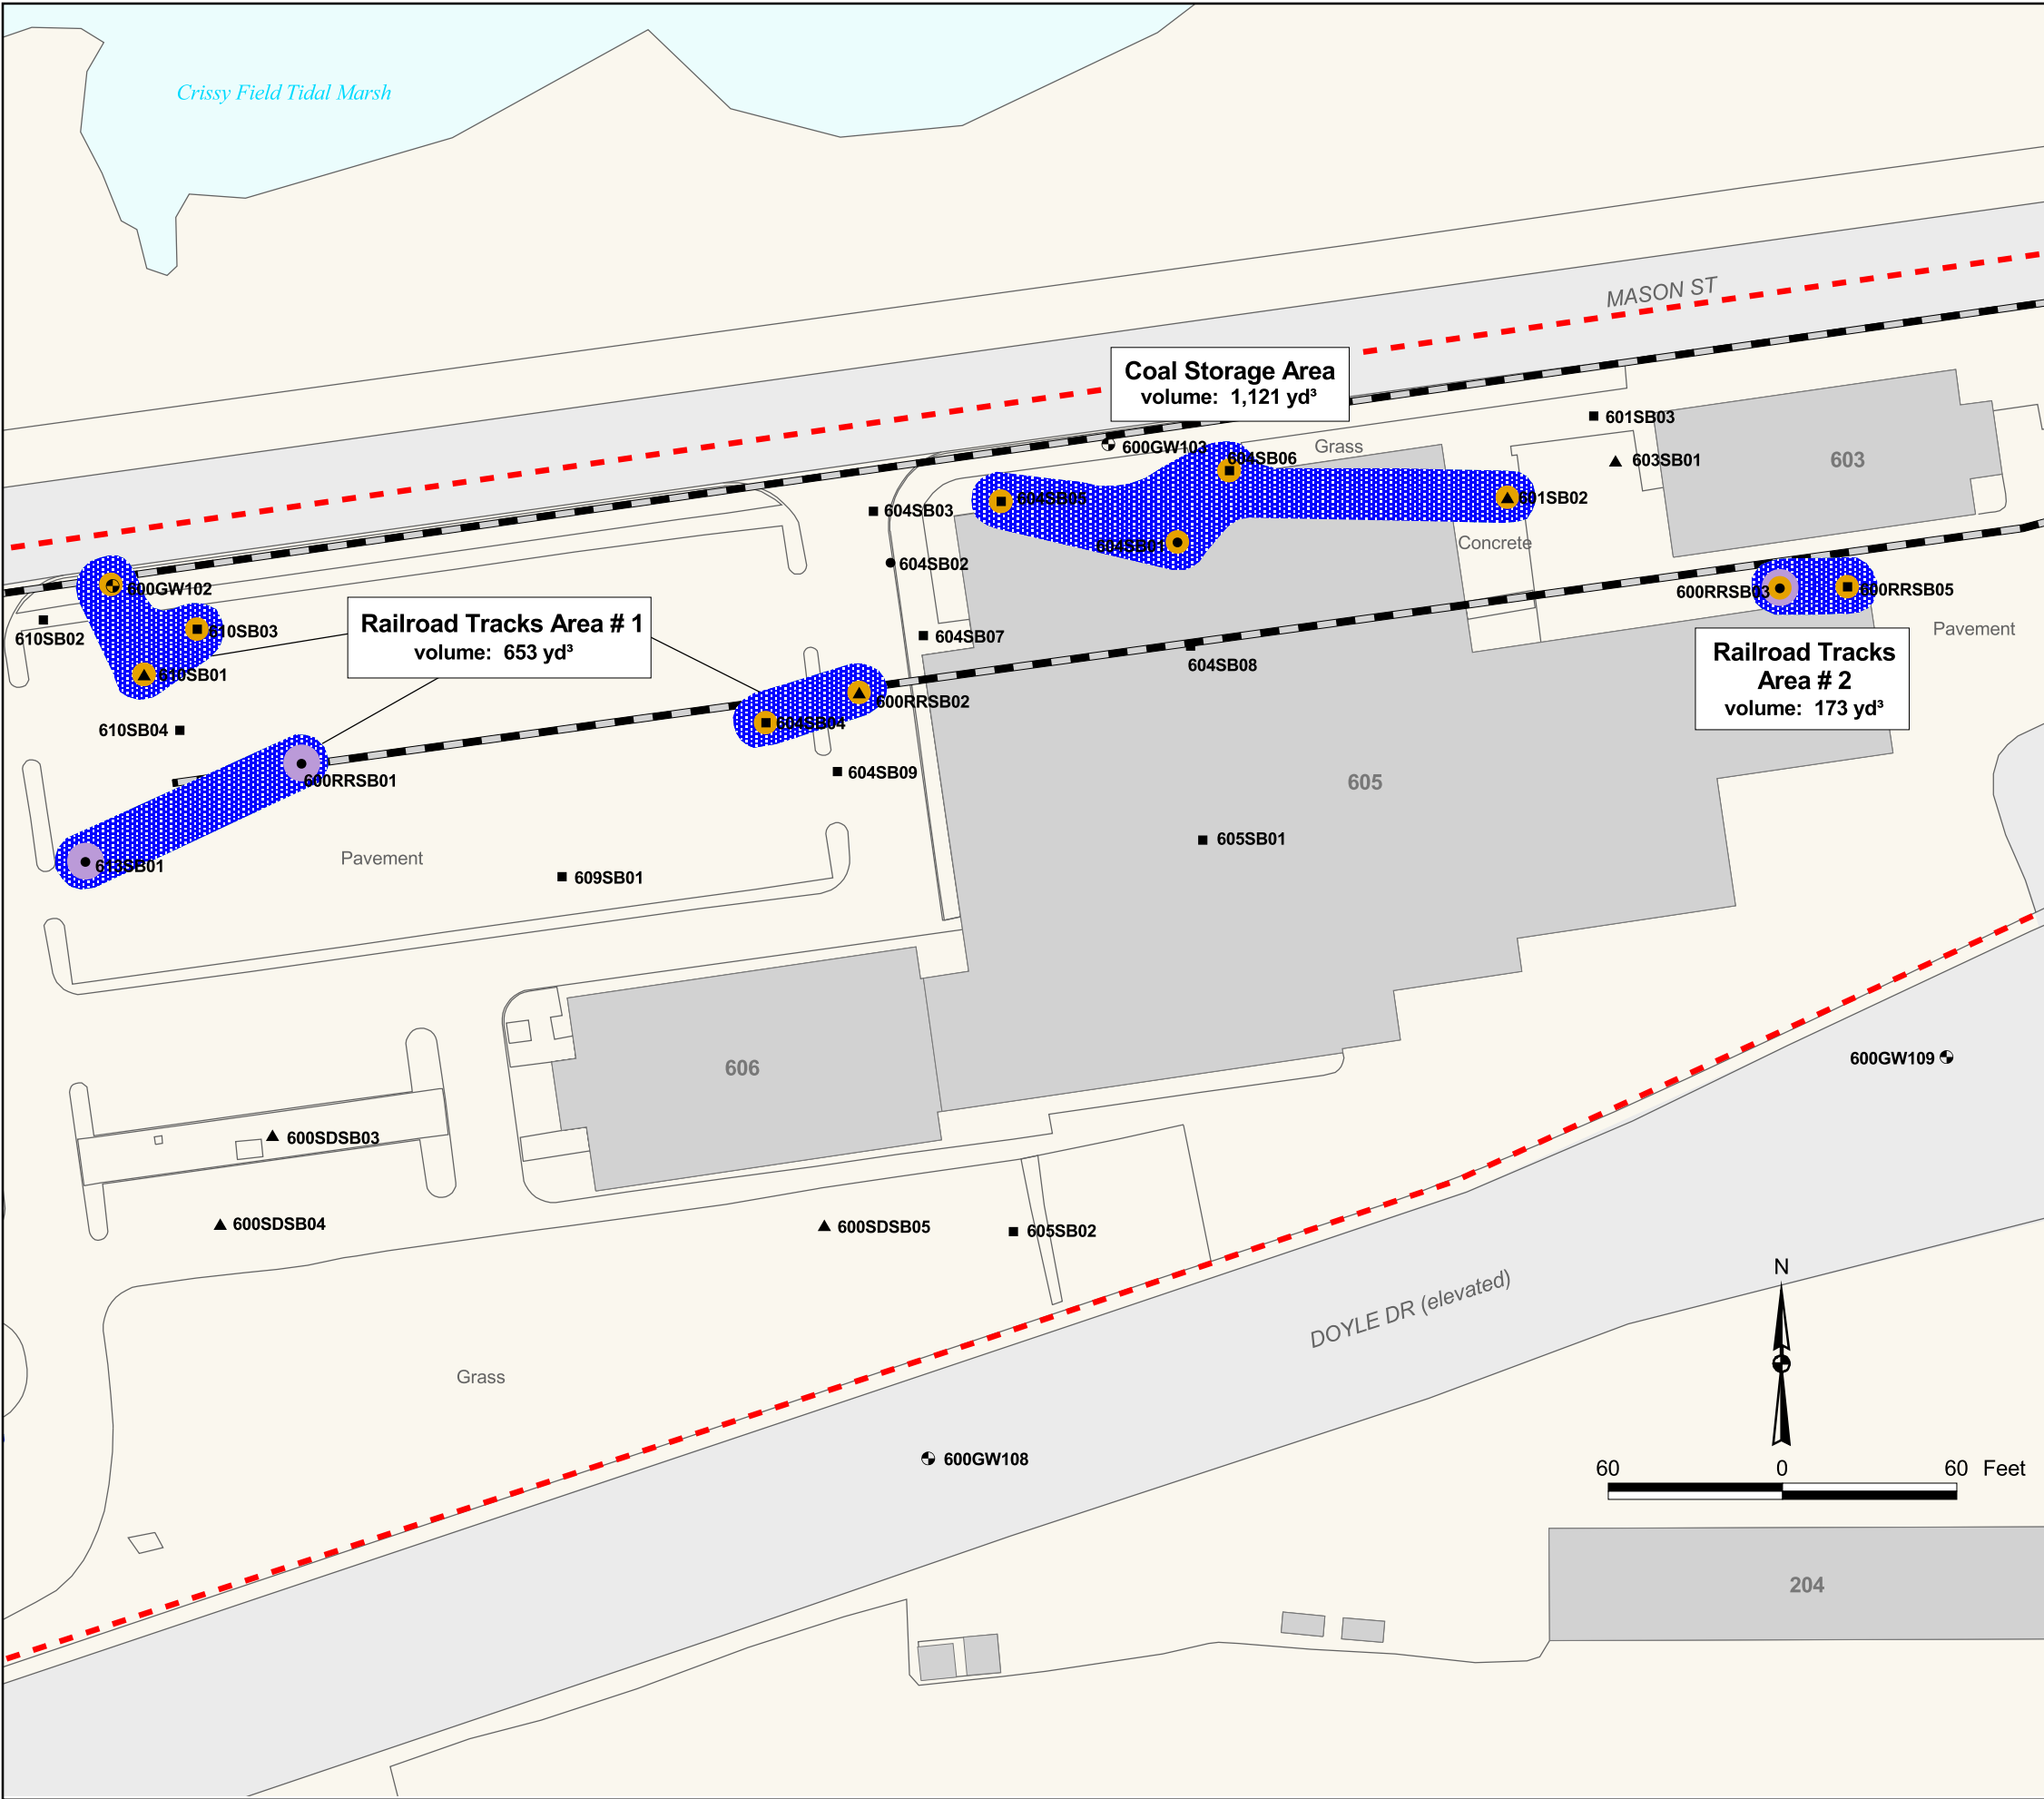 Crissy Field Tidal Marsh
MASON ST
Coal Storage Area
volume: 1,121 yd³
601SB03
600GW103
Grass
604SB06
603SB01
603
604SB05
601SB02
604SB03
604SB01
Concrete
604SB02
600GW102
600RRSB03
600RRSB05
610SB02
610SB03
Railroad Tracks Area # 1
volume: 653 yd³
604SB07
Pavement
604SB08
Railroad Tracks
Area # 2
volume: 173 yd³
610SB01
600RRSB02
604SB04
610SB04
604SB09
600RRSB01
605
605SB01
613SB01
Pavement
609SB01
600GW109
606
600SDSB03
600SDSB04
600SDSB05
605SB02
N
DOYLE DR (elevated)
Grass
600GW108
60 0 60 Feet
204